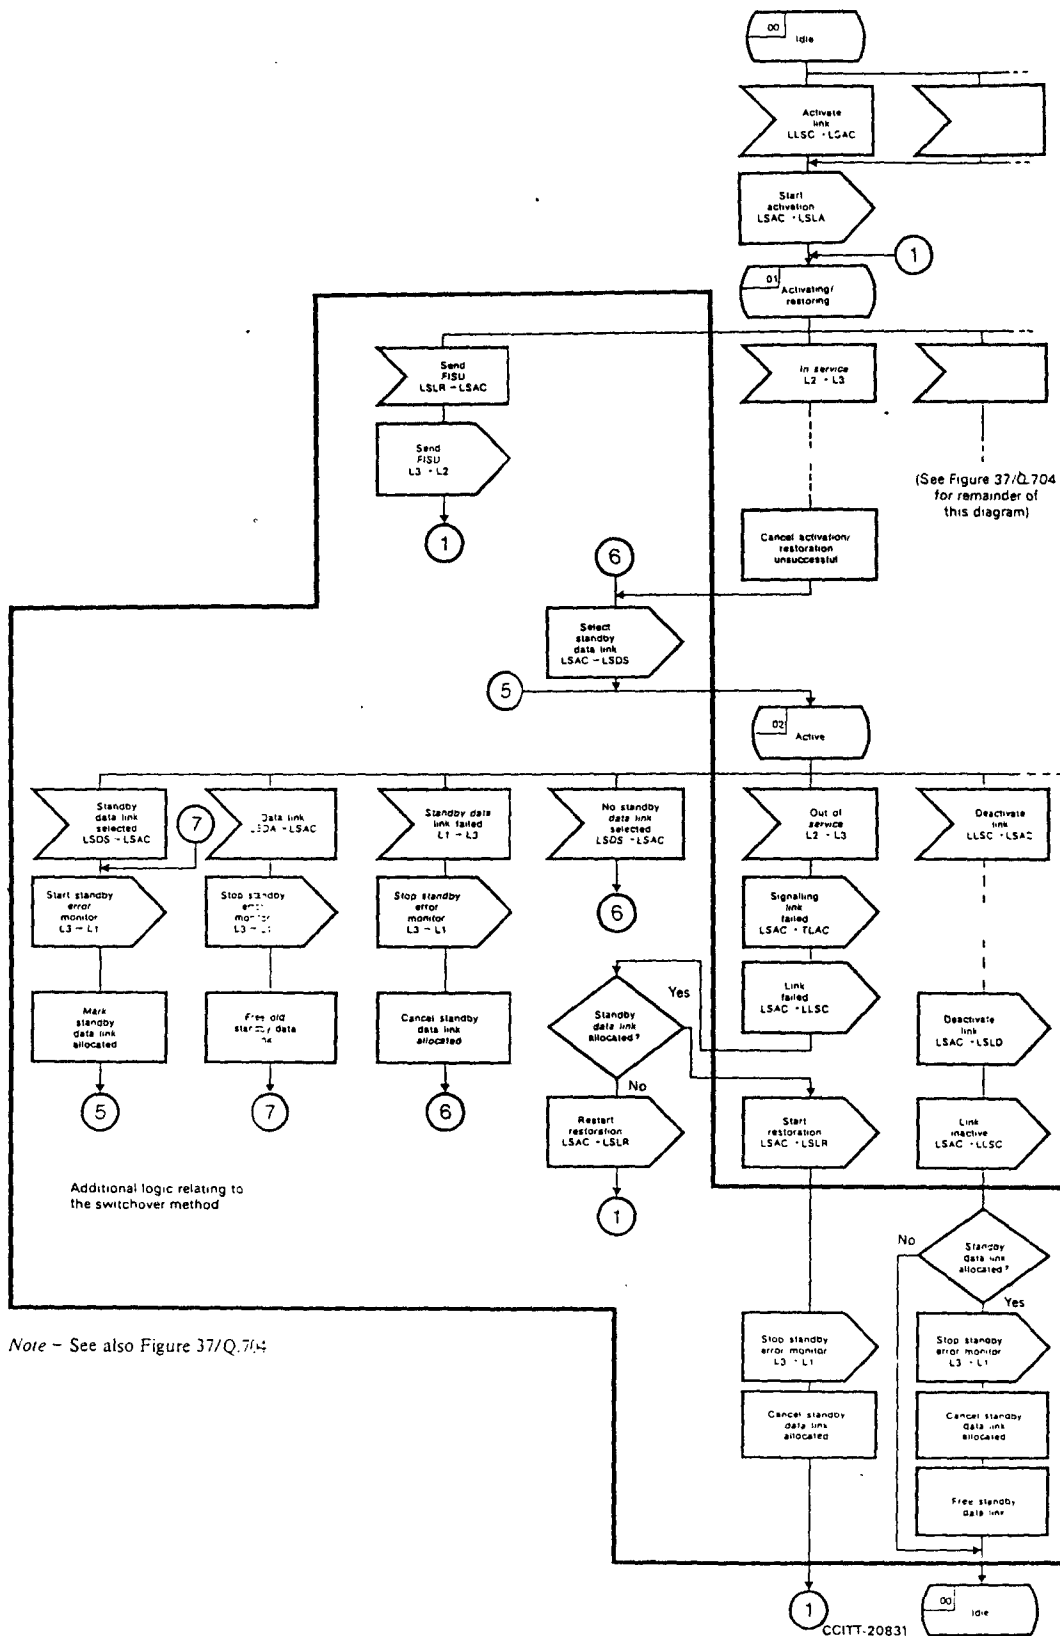 00
Idle
Activate
link
LLSC - LSAC
Start
activation
LSAC - LSLA
1
01
Activating/
restoring
Send
FISU
LSLR - LSAC
In service
L2 - L3
Send
FISU
L3 - L2
(See Figure 37/Q.704
for remainder of
this diagram)
1
Cancel activation/
restoration
unsuccessful
6
Select
standby
data link
LSAC - LSDS
5
02
Active
Standby
data link
selected
LSDS - LSAC
7
Data link
LSDA - LSAC
Standby data
link failed
L1 - L3
No standby
data link
selected
LSDS - LSAC
Out of
service
L2 - L3
Deactivate
link
LLSC - LSAC
Start standby
error
monitor
L3 - L1
Stop standby
error
monitor
L3 - L1
Stop standby
error
monitor
L3 - L1
6
Signalling
link
failed
LSAC - TLAC
Yes
Link
failed
LSAC - LLSC
Mark
standby
data link
allocated
Free old
standby data
Cancel standby
data link
allocated
Standby
data link
allocated?
Deactivate
link
LSAC - LSLD
5
7
6
No
Restart
restoration
LSAC - LSLR
Start
restoration
LSAC - LSLR
Link
inactive
LSAC - LLSC
Additional logic relating to
the switchover method
1
No
Standby
data link
allocated?
Yes
Note - See also Figure 37/Q.704
Stop standby
error monitor
L3 - L1
Stop standby
error monitor
L3 - L1
Cancel standby
data link
allocated
Cancel standby
data link
allocated
Free standby
data link
1
CCITT-20831
00
Idle